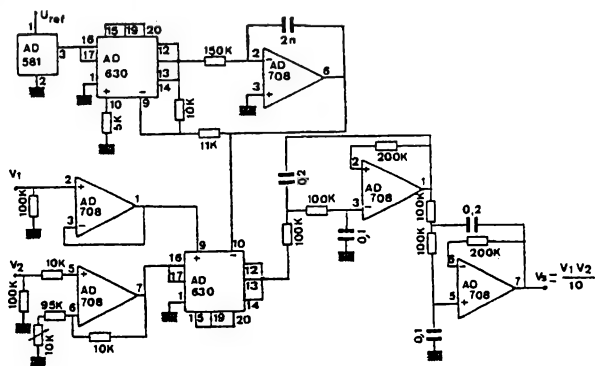 U ref
1
AD
581
3
2
15 19 20
16
17
AD
630
12
13
14
1
+
-
10
9
5K
10K
150K
11K
2n
2
-
AD
708
3
+
6
V1
100K
2
+
AD
708
3
-
1
V2
100K
10K
95K
10K
5
+
AD
708
6
-
7
10K
9
+
10
-
16
17
AD
630
12
13
14
1
15 19 20
0,2
100K
100K
0,1
200K
2
+
AD
708
3
-
1
100K
100K
0,2
200K
6
-
AD
708
5
+
7
0,1
Vs = V1 V2
10